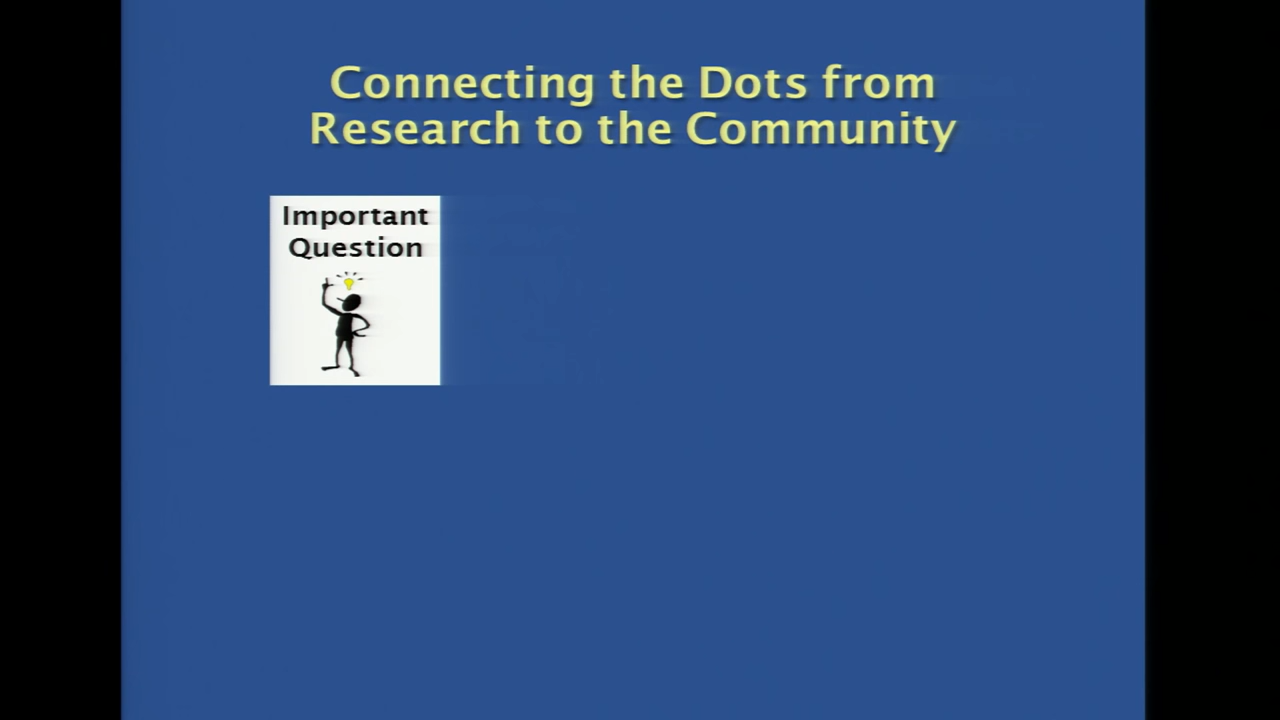 Connecting the Dots from
Research to the Community
Important
Question